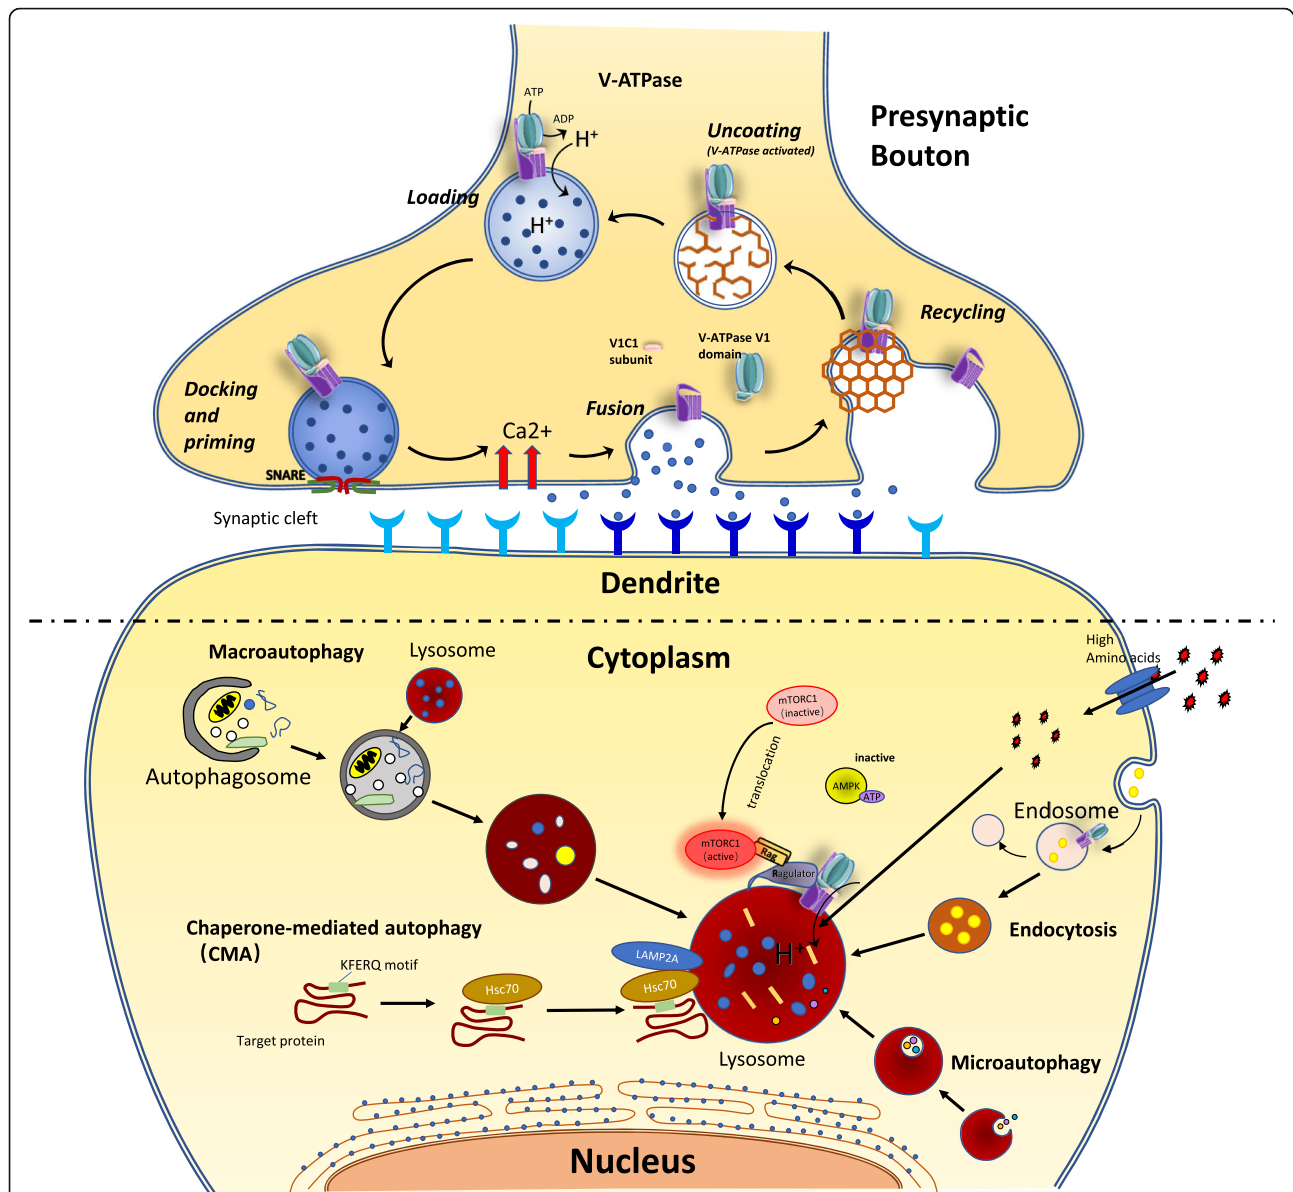 V-ATPase
ATP
ADP
H+
Uncoating
(V-ATPase activated)
Presynaptic
Bouton
Loading
H+
Recycling
V1C1
subunit
V-ATPase V1
domain
Docking
and
priming
Fusion
Ca2+
SNARE
Synaptic cleft
Dendrite
Macroautophagy
Lysosome
Cytoplasm
High
Amino acids
mTORC1
(inactive)
translocation
inactive
AMPK
ATP
Autophagosome
Endosome
mTORC1
(active)
Rag
Ragulator
Chaperone-mediated autophagy
(CMA)
Endocytosis
H+
LAMP2A
KFERQ motif
Hsc70
Hsc70
Target protein
Lysosome
Microautophagy
Nucleus